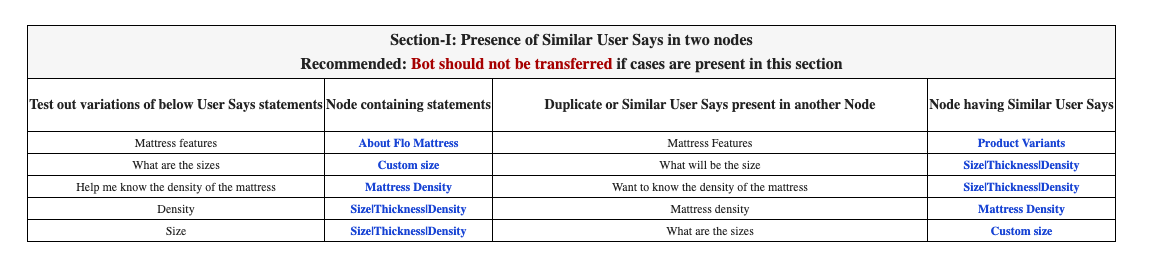 Section-I: Presence of Similar User Says in two nodes
Recommended: Bot should not be transferred if cases are present in this section
Test out variations of below User Says statements Node containing statements Duplicate or Similar User Says present in another Node Node having Similar User Says
Mattress features About Flo Mattress Mattress Features Product Variants
What are the sizes Custom size What will be the size Size|Thickness|Density
Help me know the density of the mattress Mattress Density Want to know the density of the mattress Size|Thickness|Density
Density Size|Thickness|Density Mattress density Mattress Density
Size Size|Thickness|Density What are the sizes Custom size